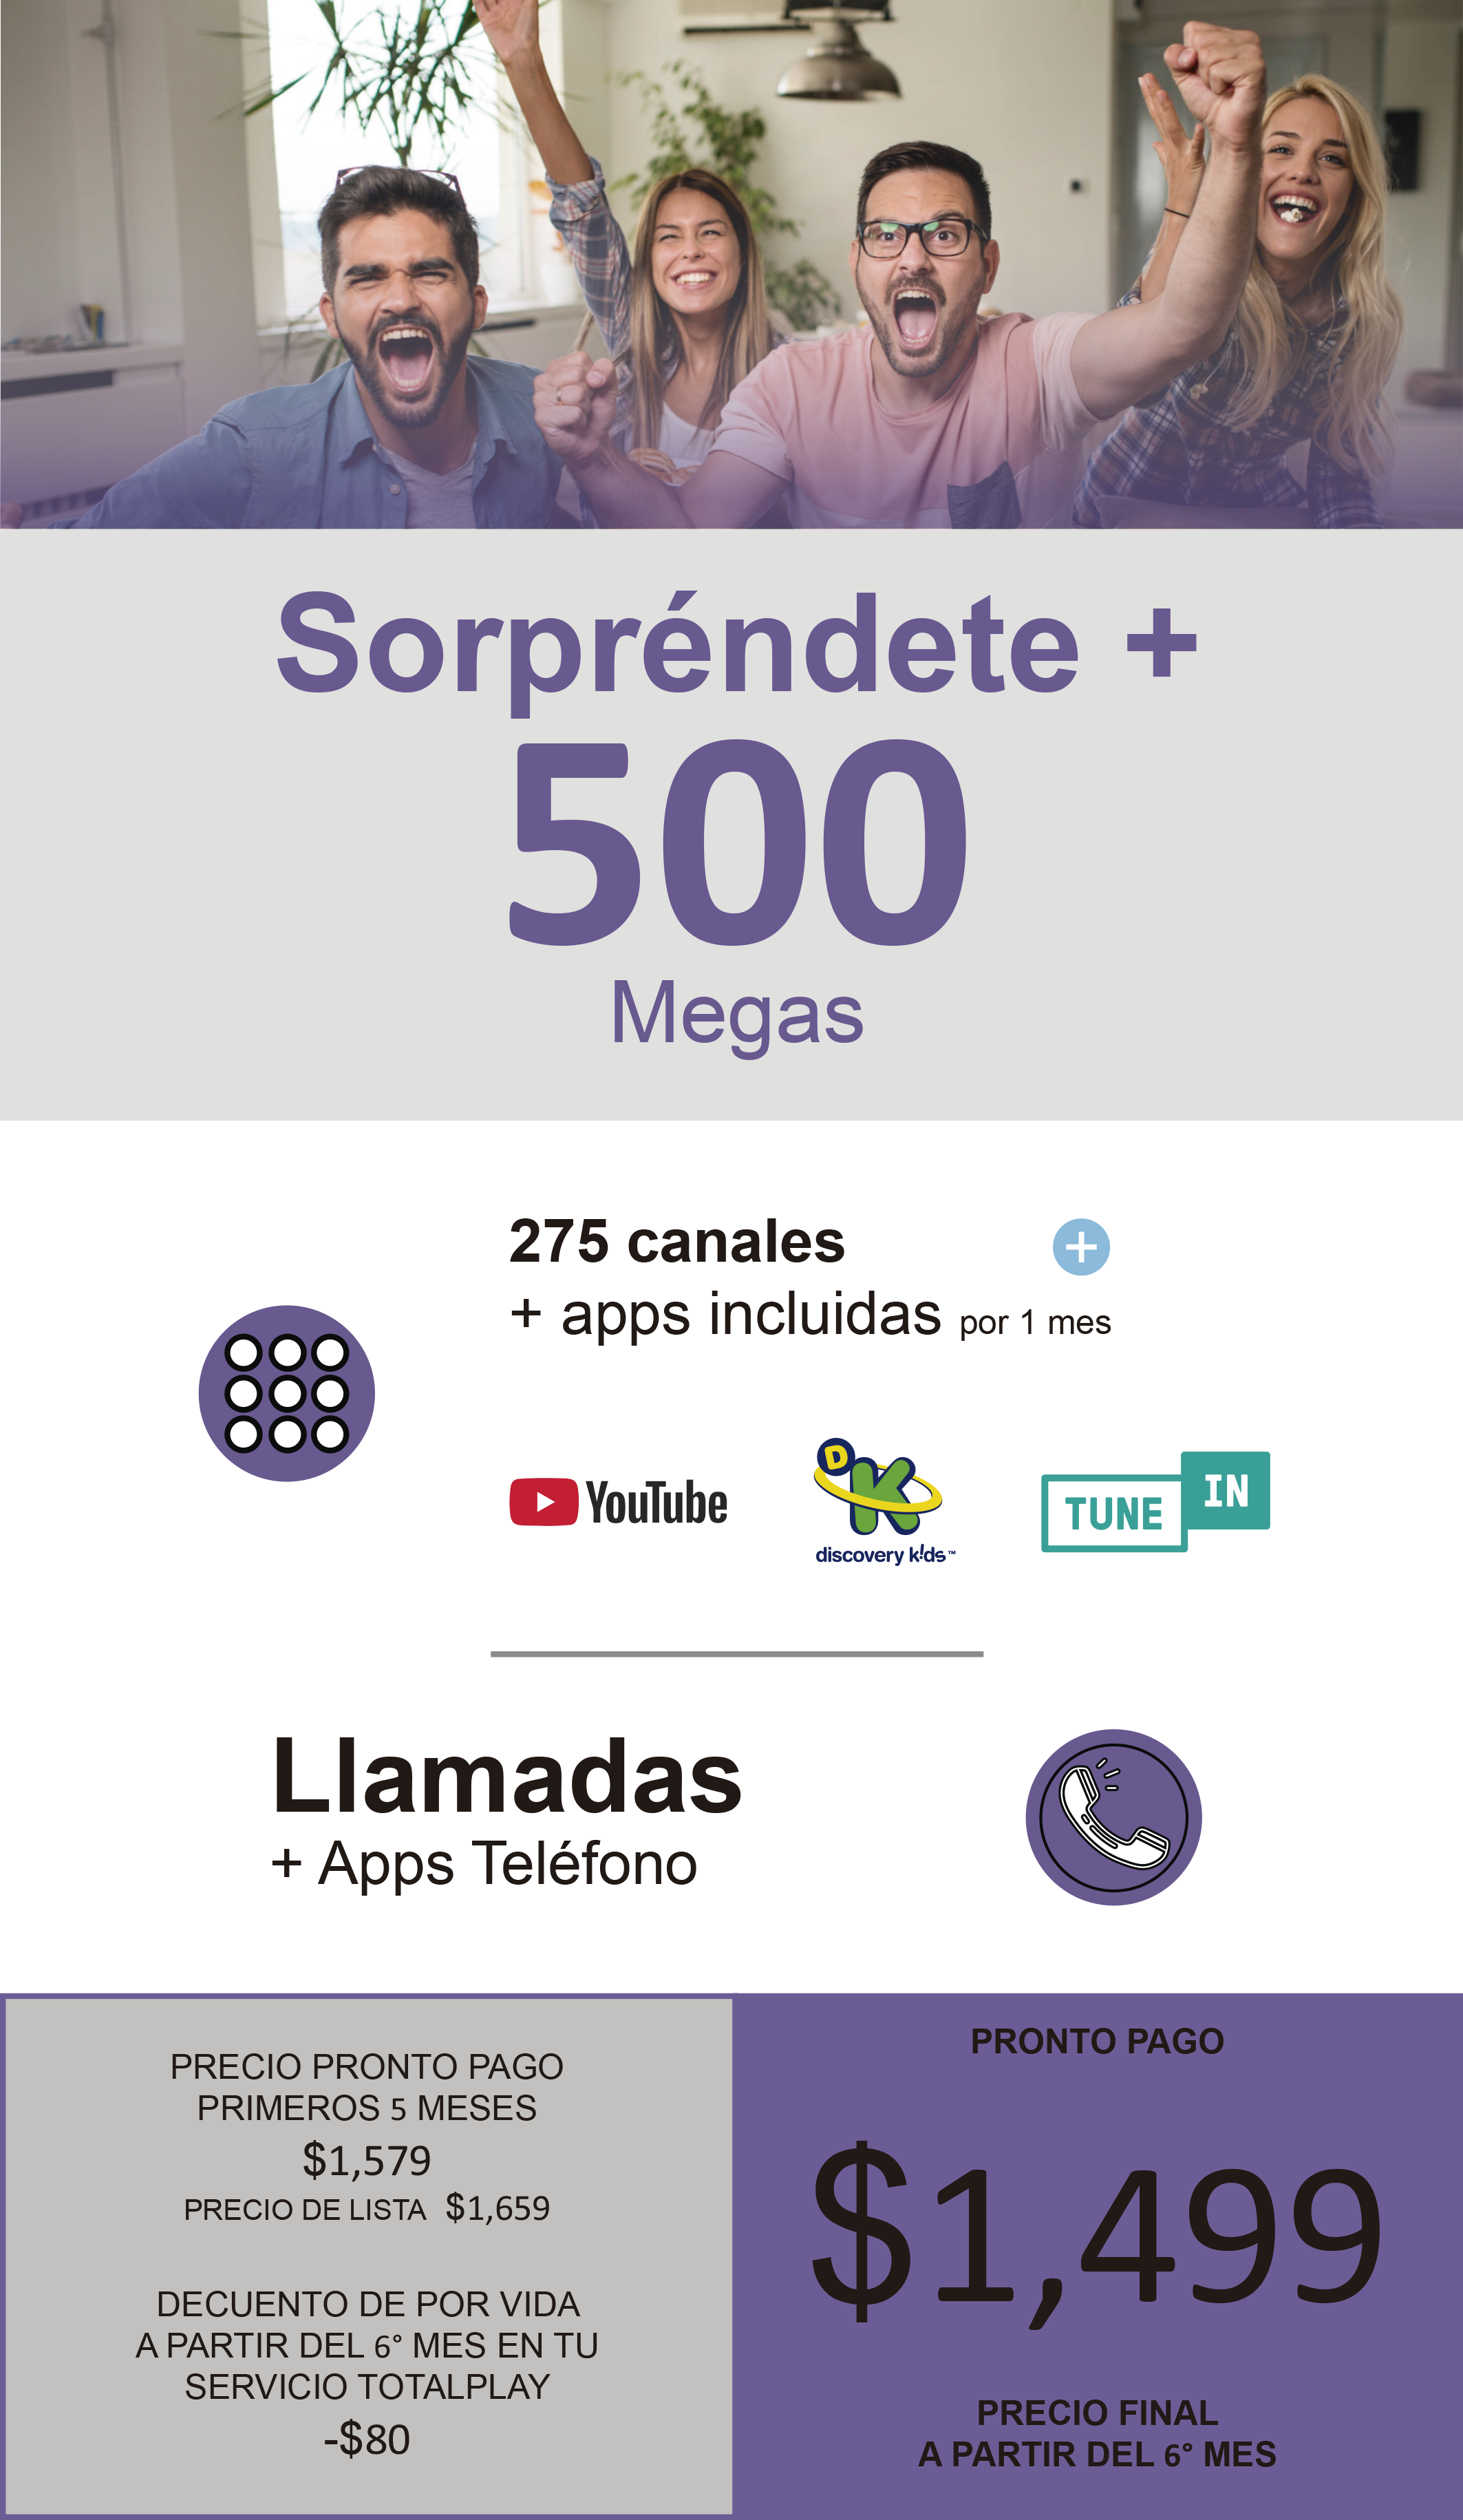 Sorpréndete +
500
Megas
275 canales
+ apps incluidas por 1 mes
YouTube
D K
discovery k!ds™
TUNE IN
Llamadas
+ Apps Teléfono
PRECIO PRONTO PAGO
PRIMEROS 5 MESES
$1,579
PRECIO DE LISTA $1,659
DECUENTO DE POR VIDA
A PARTIR DEL 6° MES EN TU
SERVICIO TOTALPLAY
-$80
PRONTO PAGO
$1,499
PRECIO FINAL
A PARTIR DEL 6° MES